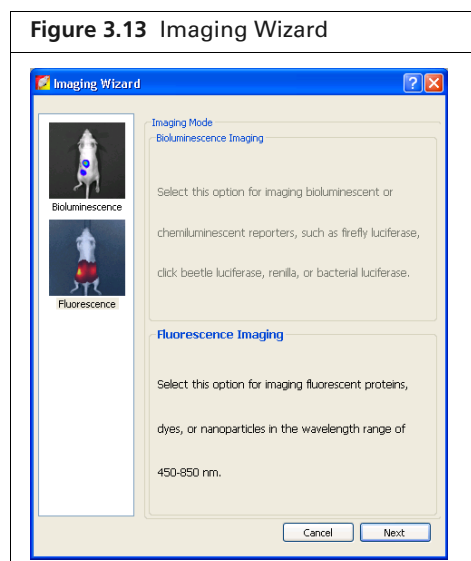 Figure 3.13 Imaging Wizard
Imaging Wizard
Bioluminescence
Fluorescence
Imaging Mode
Bioluminescence Imaging
Select this option for imaging bioluminescent or
chemiluminescent reporters, such as firefly luciferase,
click beetle luciferase, renilla, or bacterial luciferase.
Fluorescence Imaging
Select this option for imaging fluorescent proteins,
dyes, or nanoparticles in the wavelength range of
450-850 nm.
Cancel
Next